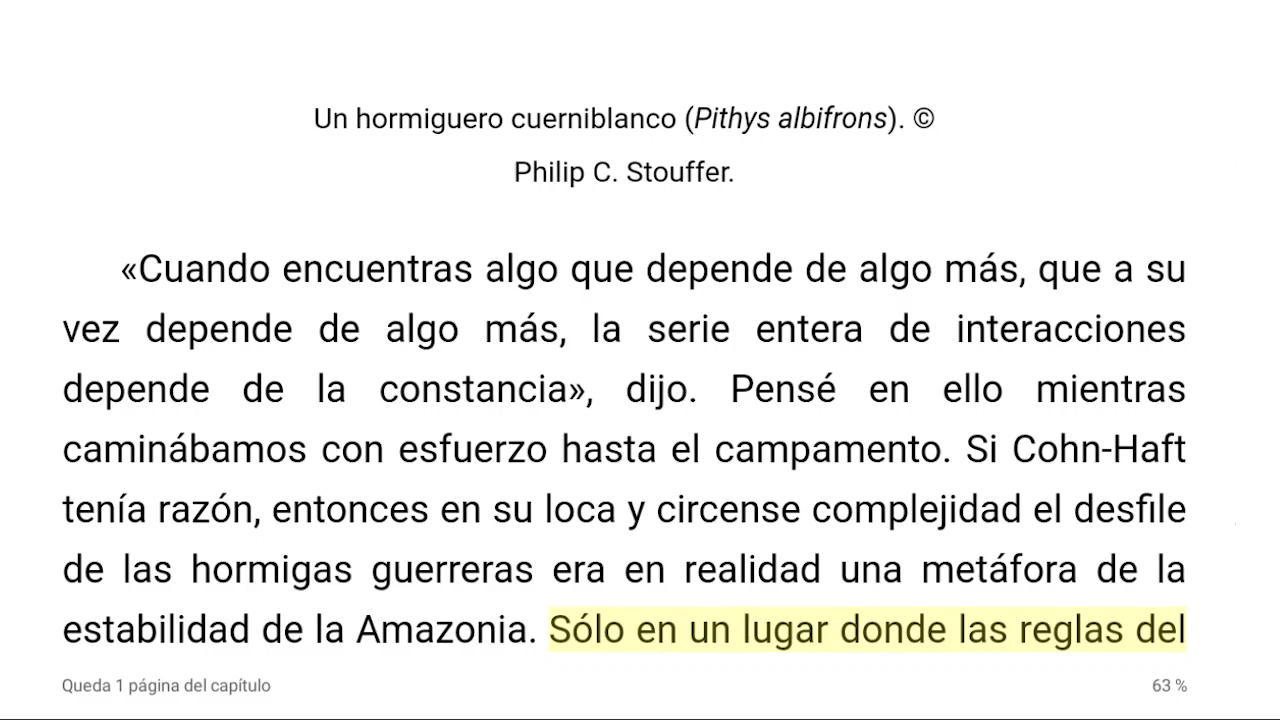 Un hormiguero cuerniblanco (Pithys albifrons). ©
Philip C. Stouffer.
«Cuando encuentras algo que depende de algo más, que a su
vez depende de algo más, la serie entera de interacciones
depende de la constancia», dijo. Pensé en ello mientras
caminábamos con esfuerzo hasta el campamento. Si Cohn-Haft
tenía razón, entonces en su loca y circense complejidad el desfile
de las hormigas guerreras era en realidad una metáfora de la
estabilidad de la Amazonia. Sólo en un lugar donde las reglas del
Queda 1 página del capítulo
63 %